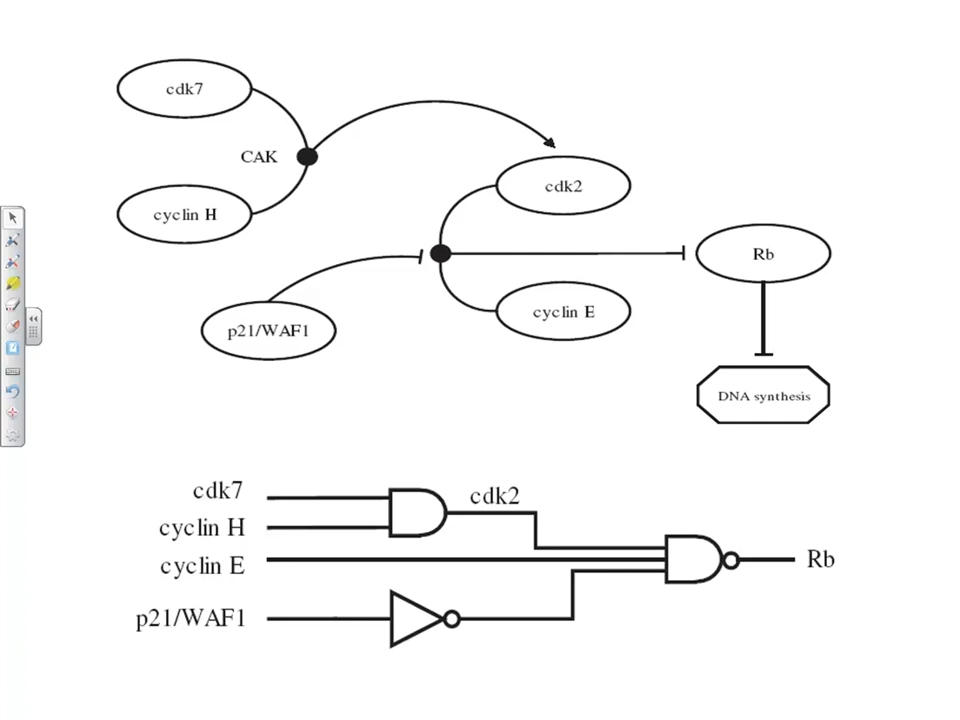 cdk7
CAK
cdk2
cyclin H
Rb
cyclin E
p21/WAF1
DNA synthesis
cdk7
cdk2
cyclin H
cyclin E
Rb
p21/WAF1